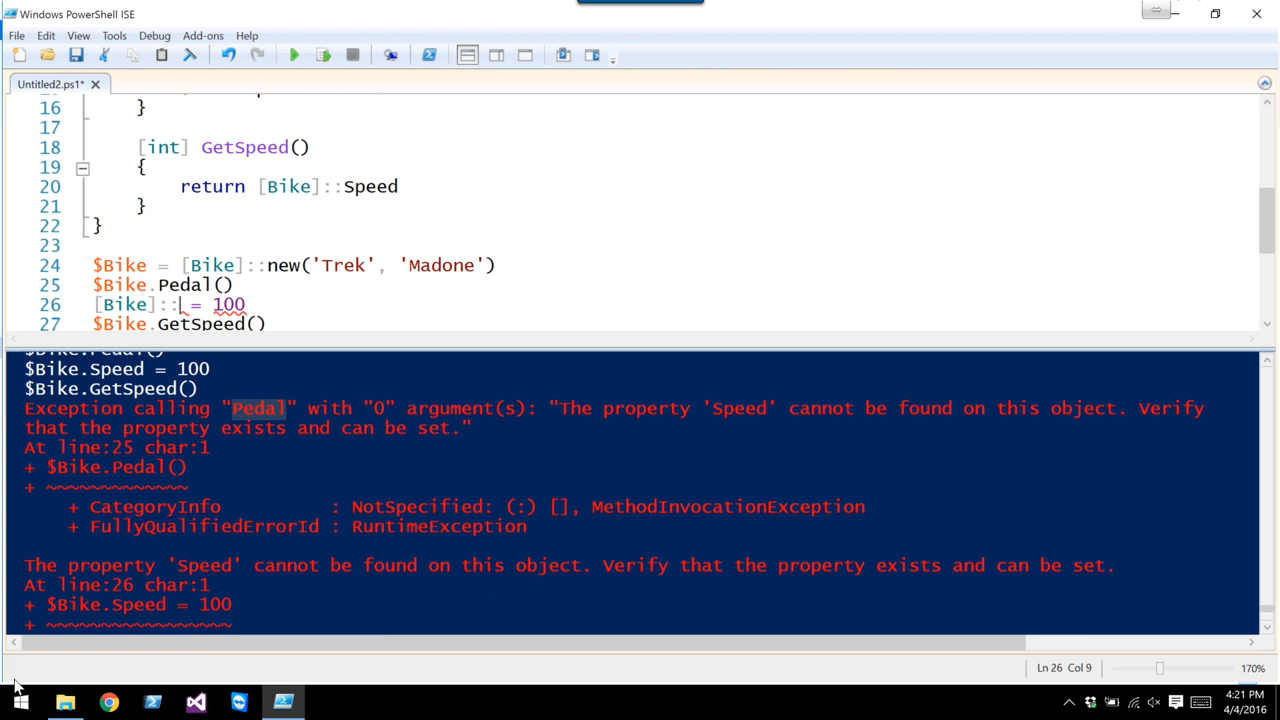 Windows PowerShell ISE
File Edit View Tools Debug Add-ons Help
Untitled2.ps1*
16 }
17
18 [int] GetSpeed()
19 {
20 return [Bike]::Speed
21 }
22 }
23
24 $Bike = [Bike]::new('Trek', 'Madone')
25 $Bike.Pedal()
26 [Bike]:: = 100
27 $Bike.GetSpeed()
$Bike.Pedal()
$Bike.Speed = 100
$Bike.GetSpeed()
Exception calling "Pedal" with "0" argument(s): "The property 'Speed' cannot be found on this object. Verify
that the property exists and can be set."
At line:25 char:1
+ $Bike.Pedal()
+ ~~~~~~~~~~~~~
+ CategoryInfo : NotSpecified: (:) [], MethodInvocationException
+ FullyQualifiedErrorId : RuntimeException
The property 'Speed' cannot be found on this object. Verify that the property exists and can be set.
At line:26 char:1
+ $Bike.Speed = 100
+ ~~~~~~~~~~~~~~~~~
Ln 26 Col 9 170%
4:21 PM
4/4/2016